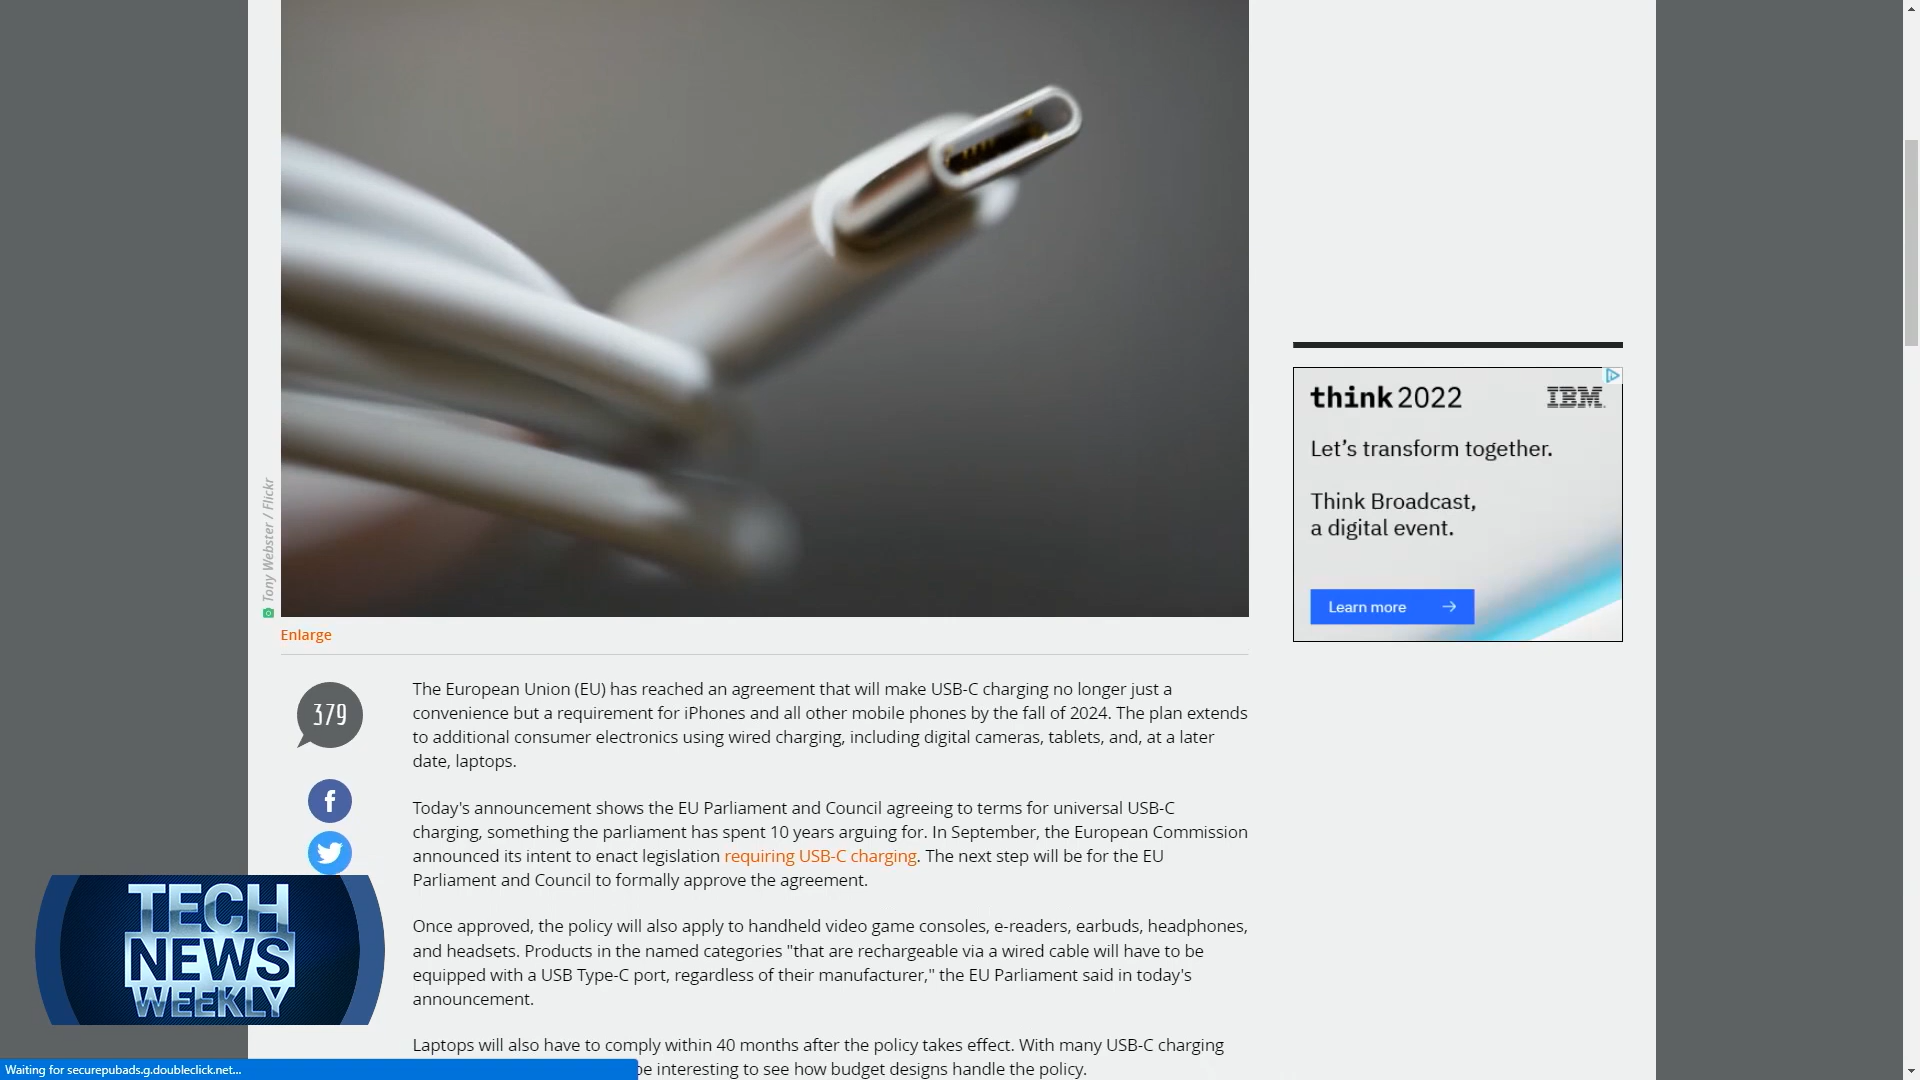 think 2022 IBM
Let's transform together.
Think Broadcast,
a digital event.
Learn more
Tony Webster / Flickr
Enlarge
379
The European Union (EU) has reached an agreement that will make USB-C charging no longer just a
convenience but a requirement for iPhones and all other mobile phones by the fall of 2024. The plan extends
to additional consumer electronics using wired charging, including digital cameras, tablets, and, at a later
date, laptops.
Today's announcement shows the EU Parliament and Council agreeing to terms for universal USB-C
charging, something the parliament has spent 10 years arguing for. In September, the European Commission
announced its intent to enact legislation requiring USB-C charging. The next step will be for the EU
Parliament and Council to formally approve the agreement.
Once approved, the policy will also apply to handheld video game consoles, e-readers, earbuds, headphones,
and headsets. Products in the named categories "that are rechargeable via a wired cable will have to be
equipped with a USB Type-C port, regardless of their manufacturer," the EU Parliament said in today's
announcement.
Laptops will also have to comply within 40 months after the policy takes effect. With many USB-C charging
be interesting to see how budget designs handle the policy.
TECH
NEWS
WEEKLY
Waiting for securepubads.g.doubleclick.net...